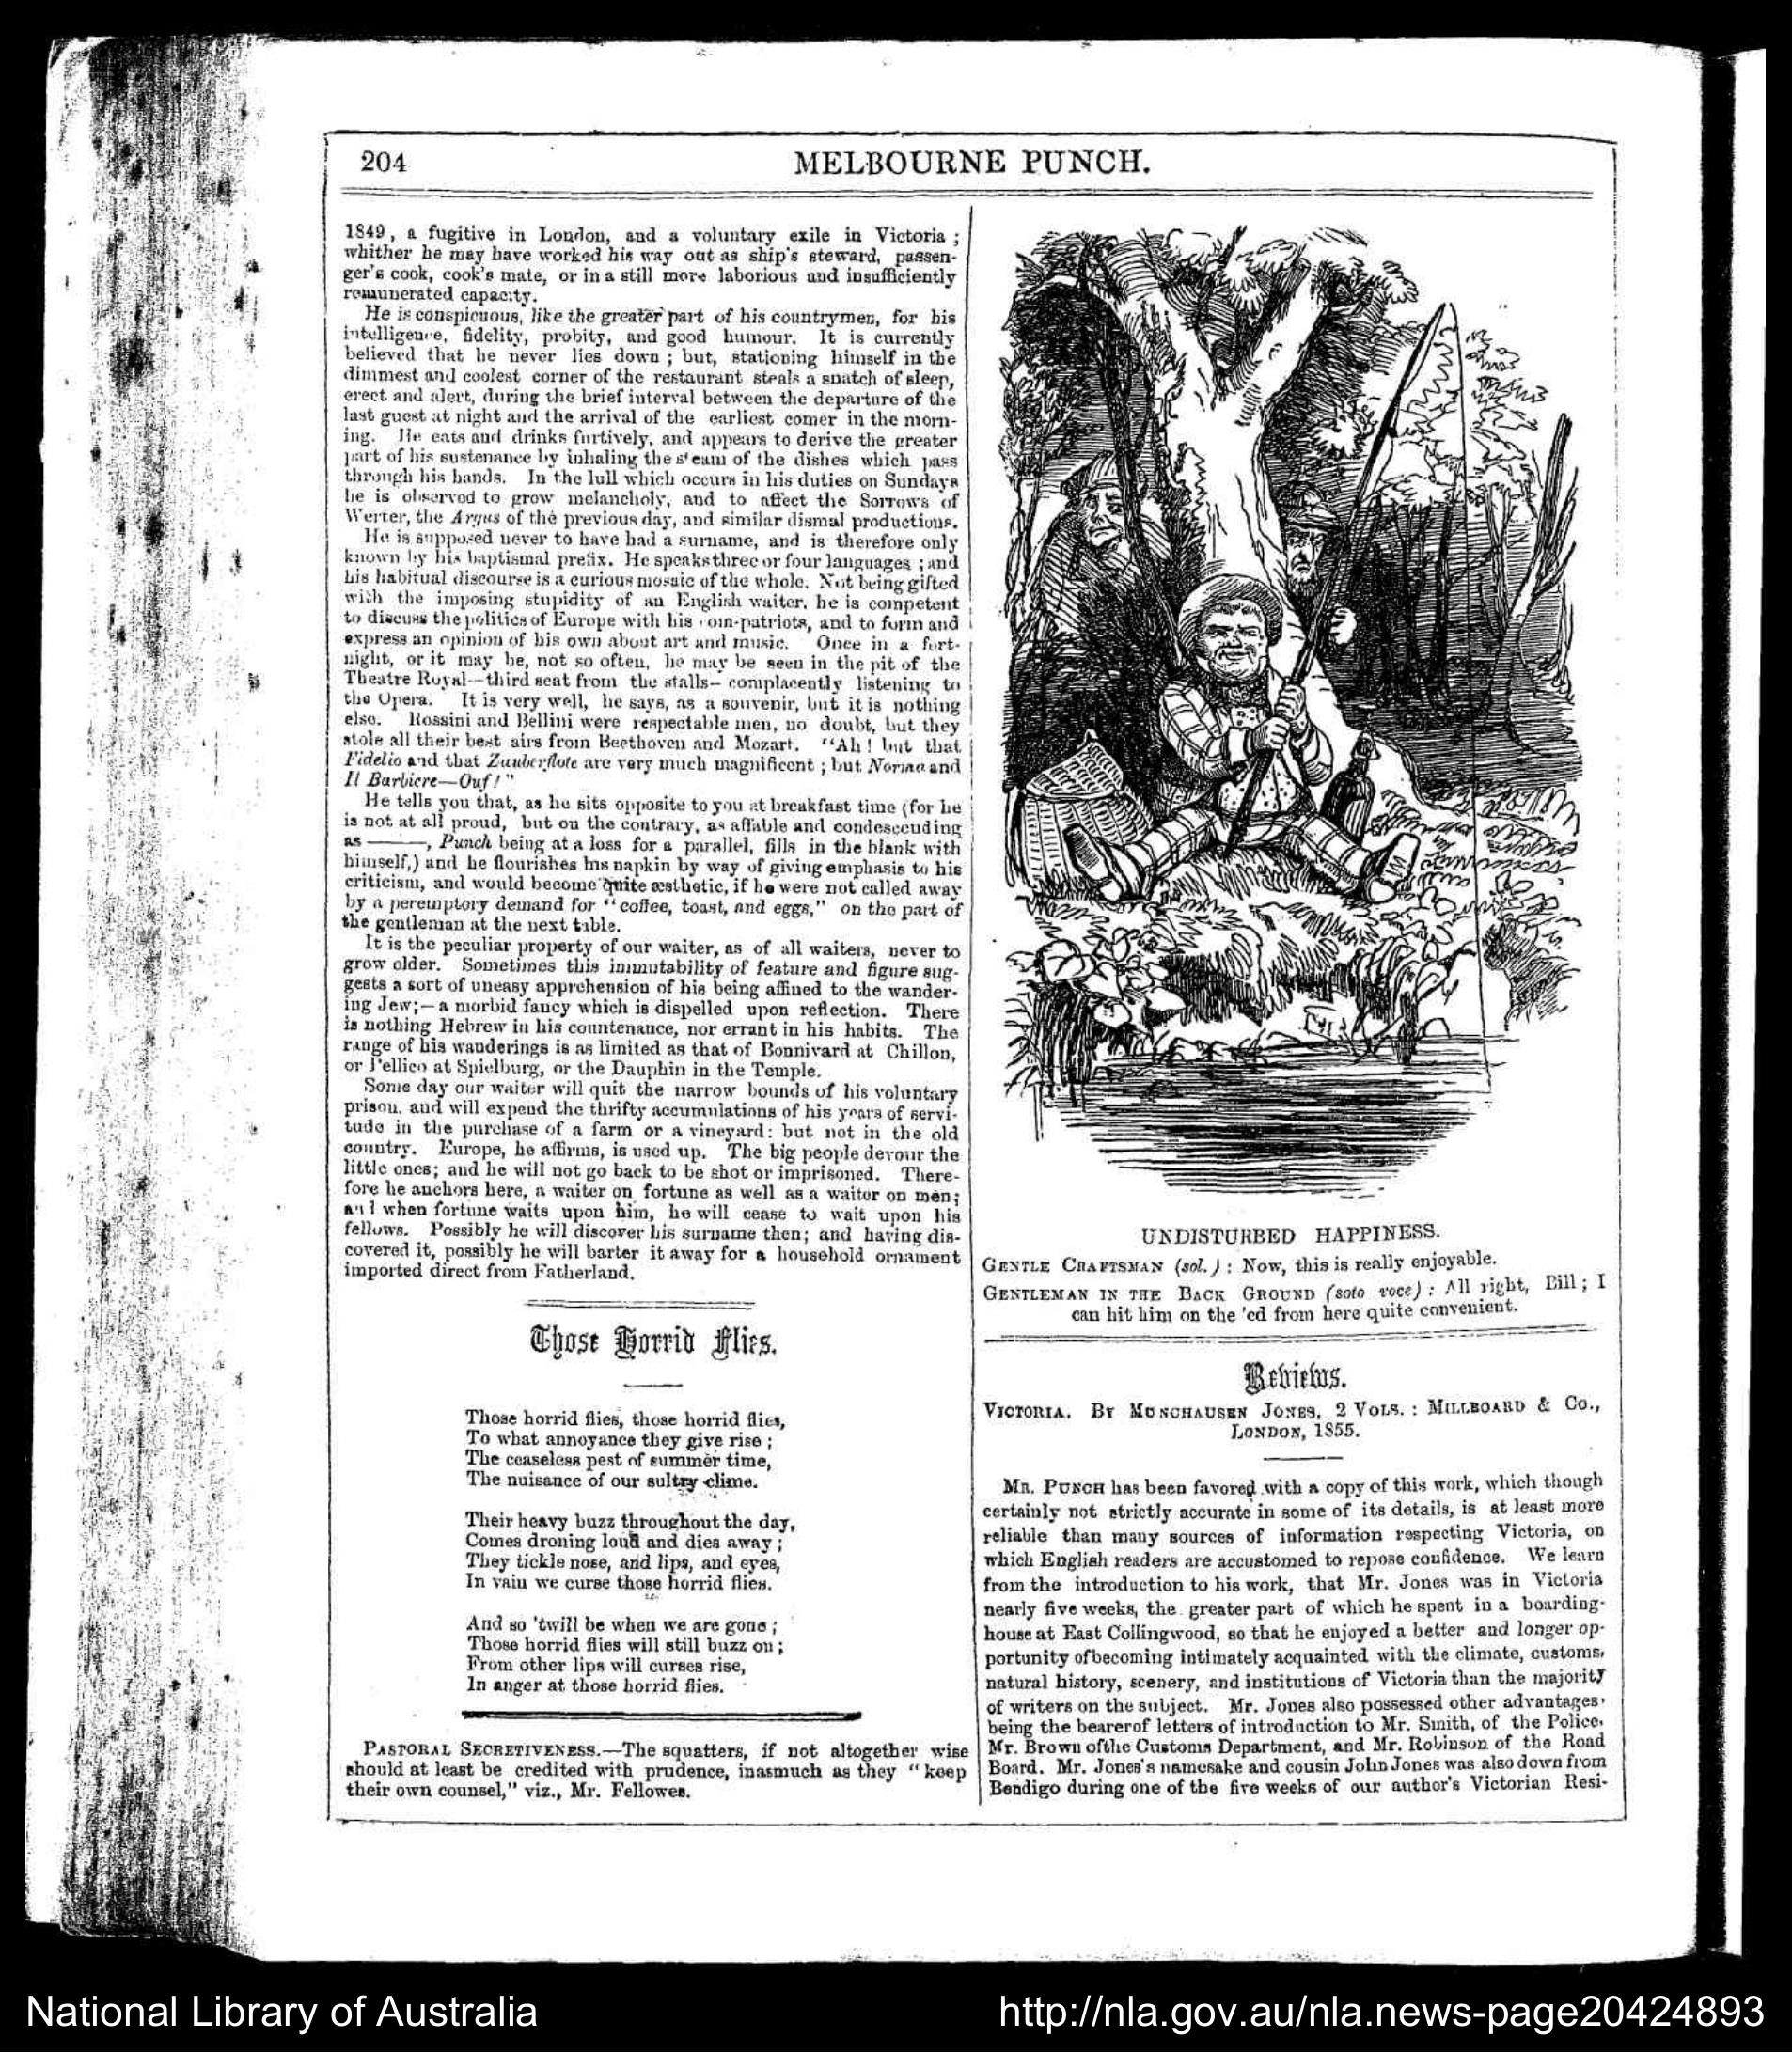 204
MELBOURNE PUNCH.
1849, a fugitive in London, and a voluntary exile in Victoria ;
whither he may have worked his way out as ship's steward, passen-
ger's cook, cook's mate, or in a still more laborious and insufficiently
remunerated capacity.
He is conspicuous, like the greater part of his countrymen, for his
intelligence, fidelity, probity, and good humour. It is currently
believed that he never lies down ; but, stationing himself in the
dimmest and coolest corner of the restaurant steals a snatch of sleep,
erect and alert, during the brief interval between the departure of the
last guest at night and the arrival of the earliest comer in the morn-
ing. He eats and drinks furtively, and appears to derive the greater
part of his sustenance by inhaling the steam of the dishes which pass
through his hands. In the lull which occurs in his duties on Sundays
he is observed to grow melancholy, and to affect the Sorrows of
Werter, the Argus of the previous day, and similar dismal productions.
He is supposed never to have had a surname, and is therefore only
known by his baptismal prefix. He speaks three or four languages ; and
his habitual discourse is a curious mosaic of the whole. Not being gifted
with the imposing stupidity of an English waiter, he is competent
to discuss the politics of Europe with his com-patriots, and to form and
express an opinion of his own about art and music. Once in a fort-
night, or it may be, not so often, he may be seen in the pit of the
Theatre Royal—third seat from the stalls— complacently listening to
the Opera. It is very well, he says, as a souvenir, but it is nothing
else. Rossini and Bellini were respectable men, no doubt, but they
stole all their best airs from Beethoven and Mozart. "Ah ! but that
Fidelio and that Zauberflote are very much magnificent ; but Norma and
Il Barbiere—Ouf ! "
He tells you that, as he sits opposite to you at breakfast time (for he
is not at all proud, but on the contrary, as affable and condescending
as ———, Punch being at a loss for a parallel, fills in the blank with
himself,) and he flourishes his napkin by way of giving emphasis to his
criticism, and would become quite æsthetic, if he were not called away
by a peremptory demand for "coffee, toast, and eggs," on the part of
the gentleman at the next table.
It is the peculiar property of our waiter, as of all waiters, never to
grow older. Sometimes this immutability of feature and figure sug-
gests a sort of uneasy apprehension of his being affined to the wander-
ing Jew;— a morbid fancy which is dispelled upon reflection. There
is nothing Hebrew in his countenance, nor errant in his habits. The
range of his wanderings is as limited as that of Bonnivard at Chillon,
or Pellico at Spielburg, or the Dauphin in the Temple.
Some day our waiter will quit the narrow bounds of his voluntary
prison, and will expend the thrifty accumulations of his years of servi-
tude in the purchase of a farm or a vineyard: but not in the old
country. Europe, he affirms, is used up. The big people devour the
little ones; and he will not go back to be shot or imprisoned. There-
fore he anchors here, a waiter on fortune as well as a waiter on men;
and when fortune waits upon him, he will cease to wait upon his
fellows. Possibly he will discover his surname then; and having dis-
covered it, possibly he will barter it away for a household ornament
imported direct from Fatherland.
Those Horrid Flies.
Those horrid flies, those horrid flies,
To what annoyance they give rise ;
The ceaseless pest of summer time,
The nuisance of our sultry clime.
Their heavy buzz throughout the day,
Comes droning loud and dies away ;
They tickle nose, and lips, and eyes,
In vain we curse those horrid flies.
And so 'twill be when we are gone ;
Those horrid flies will still buzz on ;
From other lips will curses rise,
In anger at those horrid flies.
PASTORAL SECRETIVENESS.—The squatters, if not altogether wise
should at least be credited with prudence, inasmuch as they "keep
their own counsel," viz., Mr. Fellowes.
UNDISTURBED HAPPINESS.
GENTLE CRAFTSMAN (sol.) : Now, this is really enjoyable.
GENTLEMAN IN THE BACK GROUND (soto voce) : All right, Bill ; I
can hit him on the 'ed from here quite convenient.
Reviews.
VICTORIA. BY MUNCHAUSEN JONES, 2 VOLS. : MILLBOARD & Co.,
LONDON, 1855.
MR. PUNCH has been favored with a copy of this work, which though
certainly not strictly accurate in some of its details, is at least more
reliable than many sources of information respecting Victoria, on
which English readers are accustomed to repose confidence. We learn
from the introduction to his work, that Mr. Jones was in Victoria
nearly five weeks, the greater part of which he spent in a boarding-
house at East Collingwood, so that he enjoyed a better and longer op-
portunity of becoming intimately acquainted with the climate, customs,
natural history, scenery, and institutions of Victoria than the majority
of writers on the subject. Mr. Jones also possessed other advantages,
being the bearerof letters of introduction to Mr. Smith, of the Police,
Mr. Brown ofthe Customs Department, and Mr. Robinson of the Road
Board. Mr. Jones's namesake and cousin John Jones was also down from
Bendigo during one of the five weeks of our author's Victorian Resi-
National Library of Australia
http://nla.gov.au/nla.news-page20424893